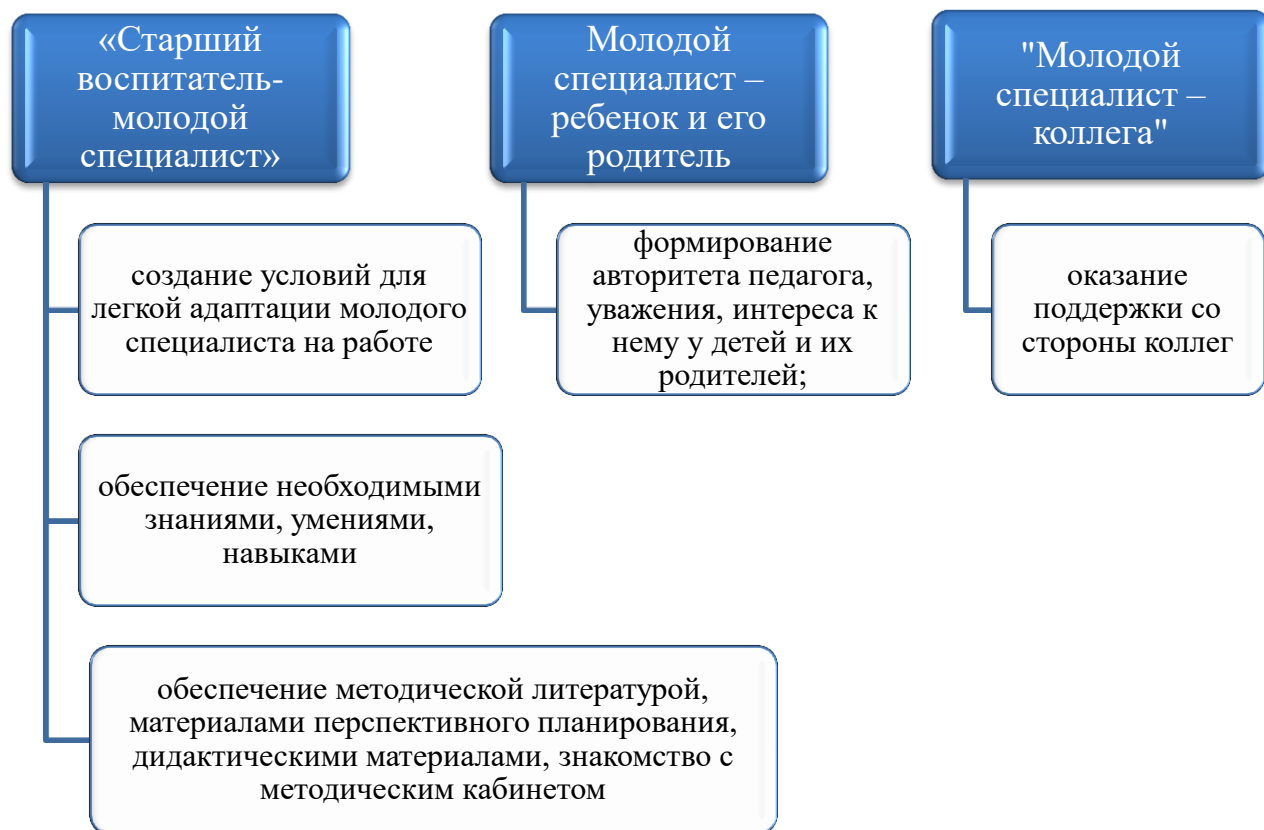 «Старший
воспитатель-
молодой
специалист»
создание условий для
легкой адаптации молодого
специалиста на работе
обеспечение необходимыми
знаниями, умениями,
навыками
обеспечение методической литературой,
материалами перспективного планирования,
дидактическими материалами, знакомство с
методическим кабинетом
Молодой
специалист –
ребенок и его
родитель
формирование
авторитета педагога,
уважения, интереса к
нему у детей и их
родителей;
"Молодой
специалист –
коллега"
оказание
поддержки со
стороны коллег